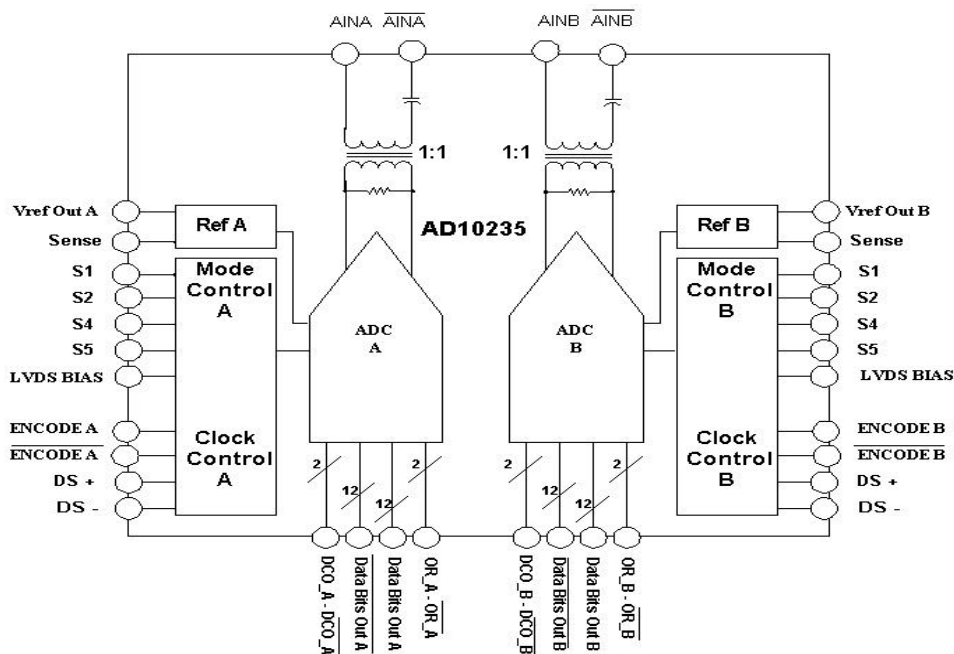 AINA AINA AINB AINB
1:1 1:1
Vref Out A
Sense
S1
S2
S4
S5
LVDS BIAS
ENCODE A
ENCODE A
DS +
DS -
Ref A
Mode
Control
A
Clock
Control
A
AD10235
ADC
A
ADC
B
Ref B
Mode
Control
B
Clock
Control
B
Vref Out B
Sense
S1
S2
S4
S5
LVDS BIAS
ENCODE B
ENCODE B
DS +
DS -
2 12 12 2
2 12 12 2
DCO_A - DCO_A
Data Bits Out A
Data Bits Out A
OR_A - OR_A
DCO_B - DCO_B
Data Bits Out B
Data Bits Out B
OR_B - OR_B